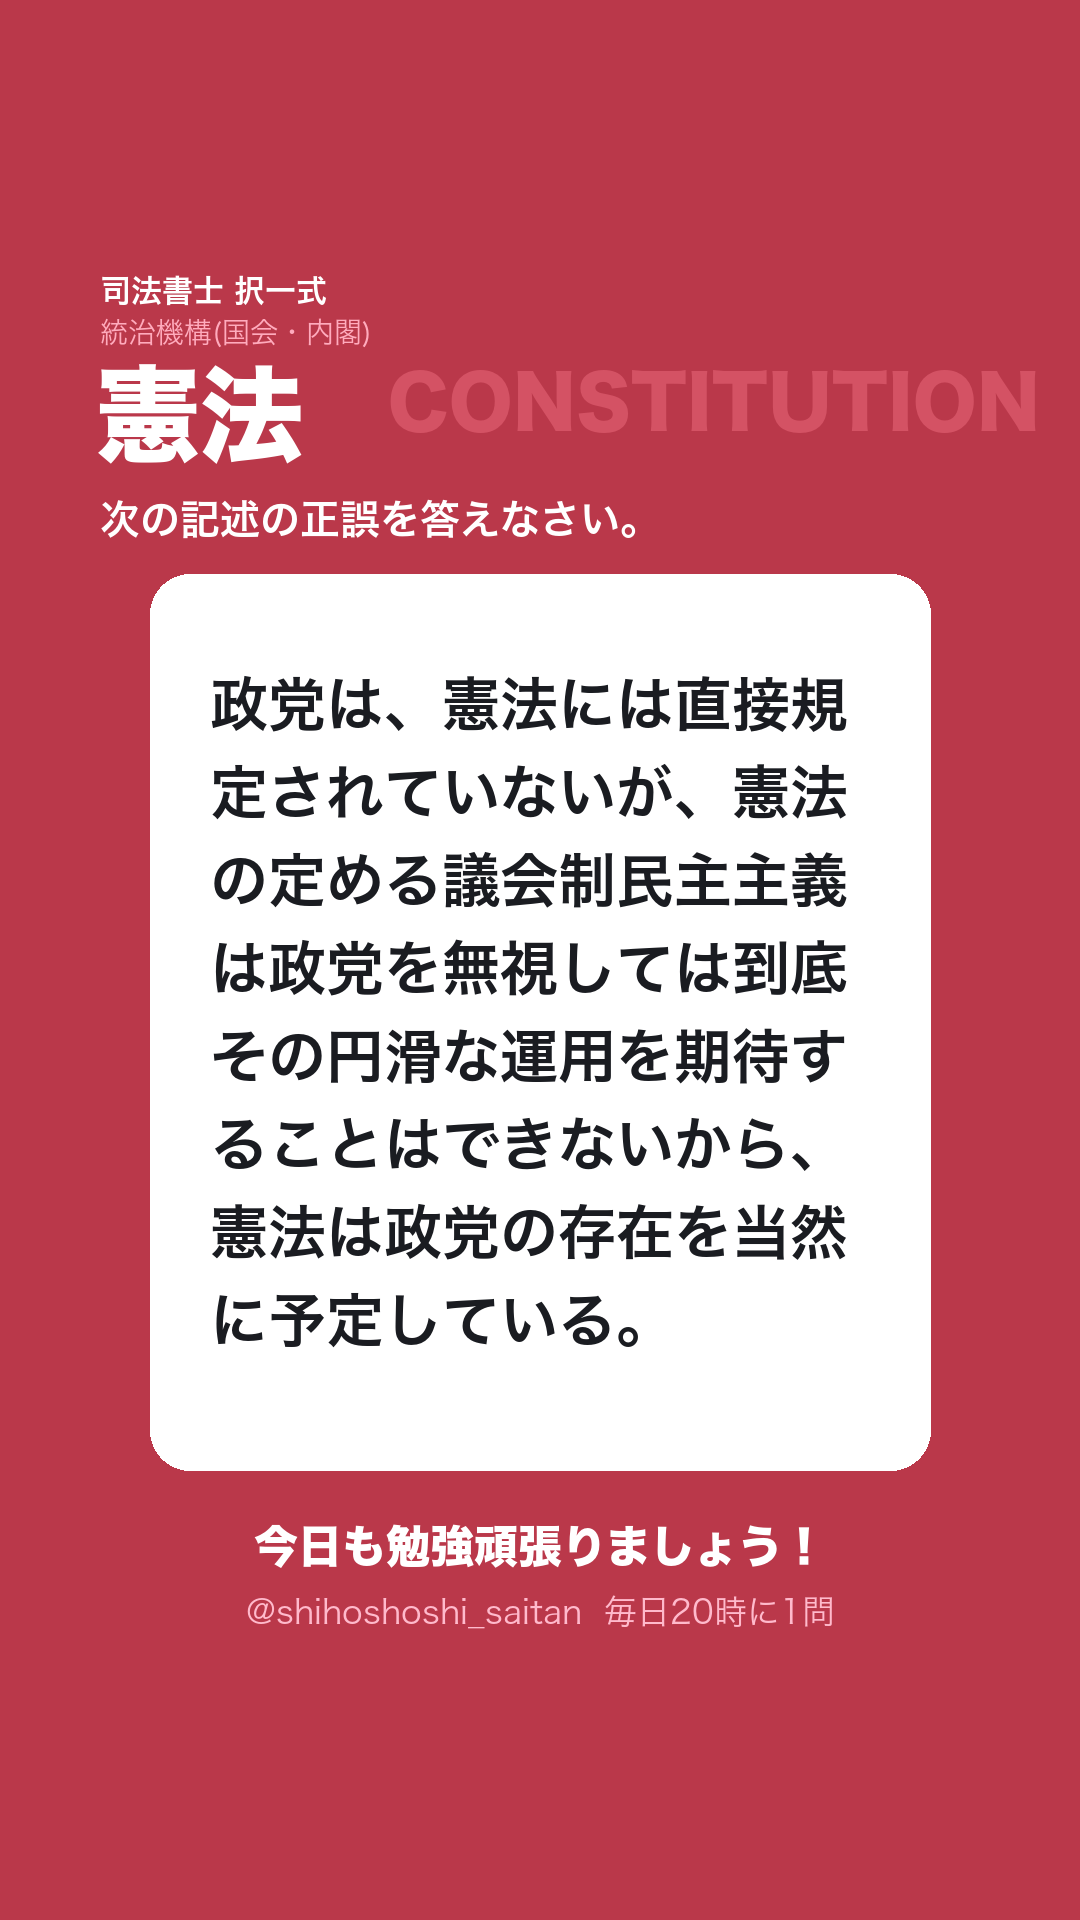 司法書士 択一式
統治機構(国会・内閣)
憲法 CONSTITUTION
次の記述の正誤を答えなさい。
政党は、憲法には直接規
定されていないが、憲法
の定める議会制民主主義
は政党を無視しては到底
その円滑な運用を期待す
ることはできないから、
憲法は政党の存在を当然
に予定している。
今日も勉強頑張りましょう！
@shihoshoshi_saitan 毎日20時に1問